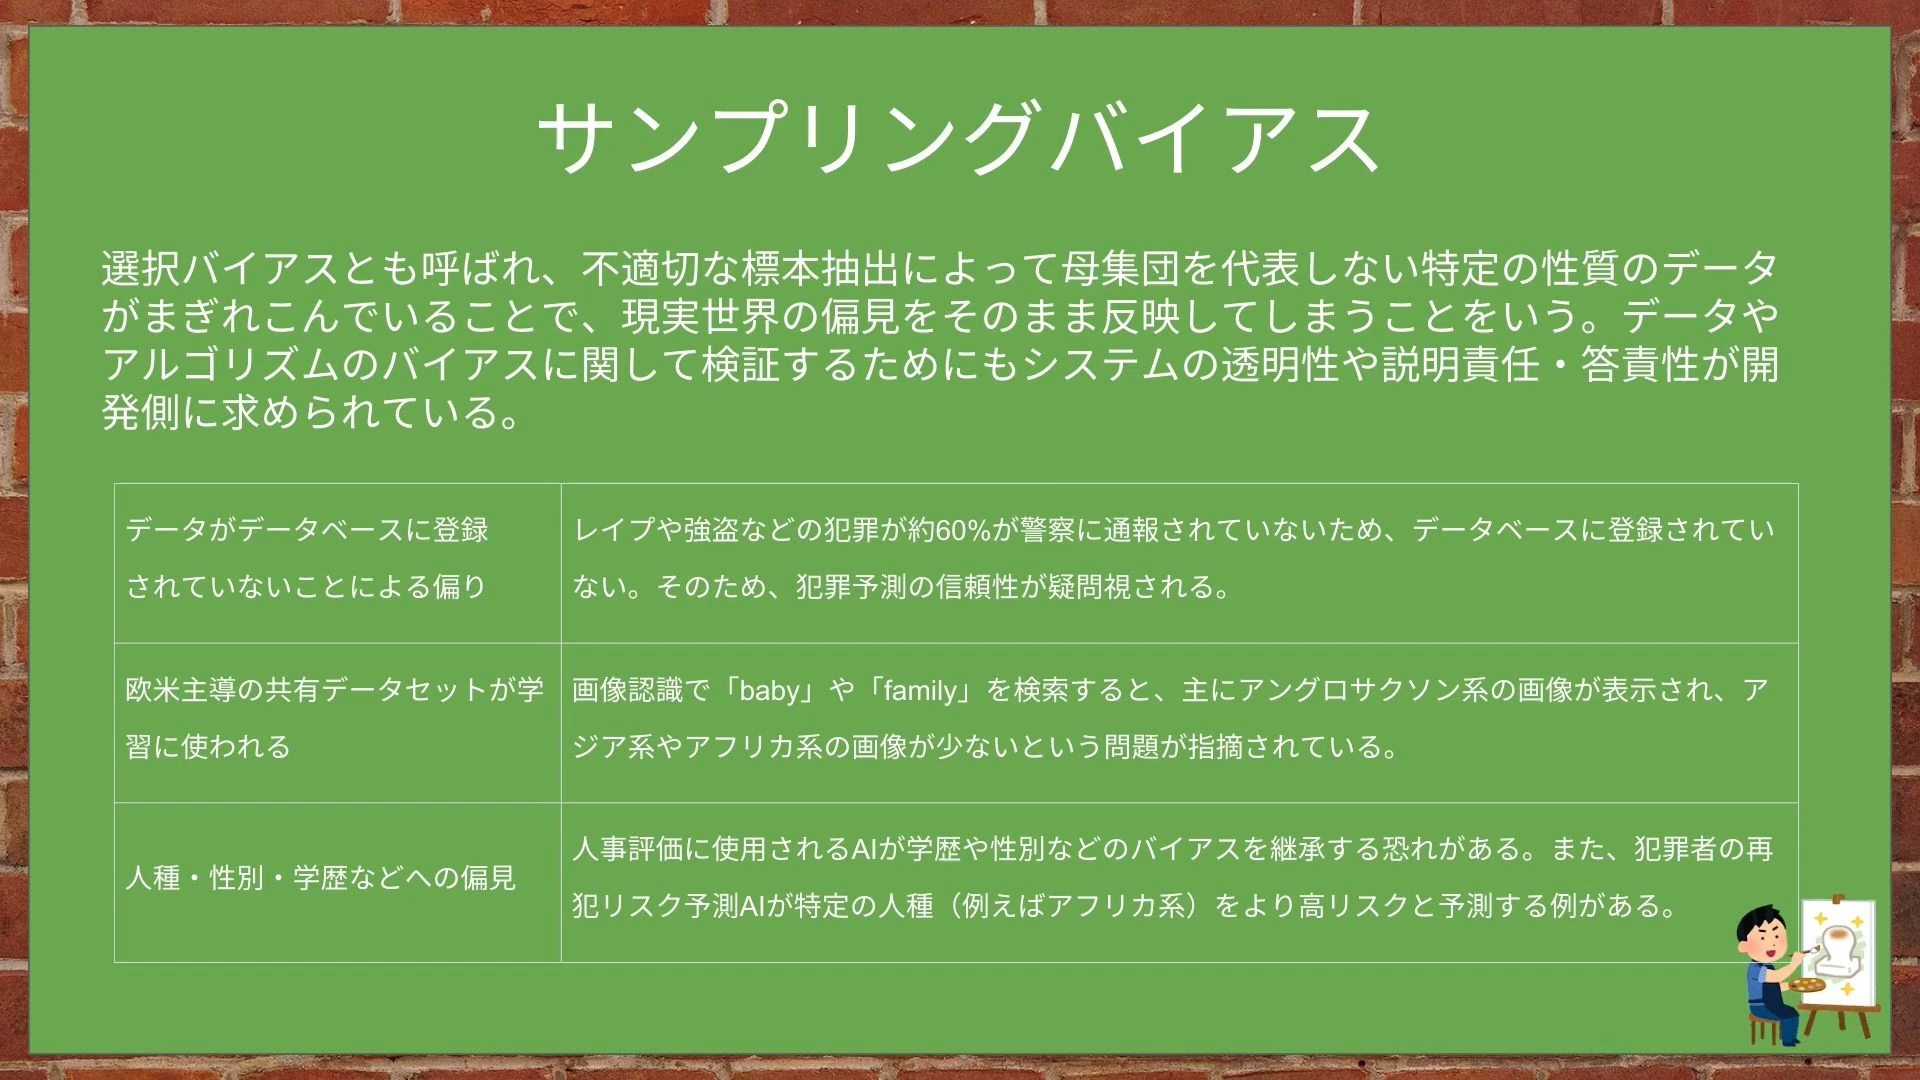 サンプリングバイアス
選択バイアスとも呼ばれ、不適切な標本抽出によって母集団を代表しない特定の性質のデータ
がまぎれこんでいることで、現実世界の偏見をそのまま反映してしまうことをいう。データや
アルゴリズムのバイアスに関して検証するためにもシステムの透明性や説明責任・答責性が開
発側に求められている。
データがデータベースに登録
されていないことによる偏り
レイプや強盗などの犯罪が約60%が警察に通報されていないため、データベースに登録されてい
ない。そのため、犯罪予測の信頼性が疑問視される。
欧米主導の共有データセットが学
習に使われる
画像認識で「baby」や「family」を検索すると、主にアングロサクソン系の画像が表示され、ア
ジア系やアフリカ系の画像が少ないという問題が指摘されている。
人種・性別・学歴などへの偏見
人事評価に使用されるAIが学歴や性別などのバイアスを継承する恐れがある。また、犯罪者の再
犯リスク予測AIが特定の人種（例えばアフリカ系）をより高リスクと予測する例がある。